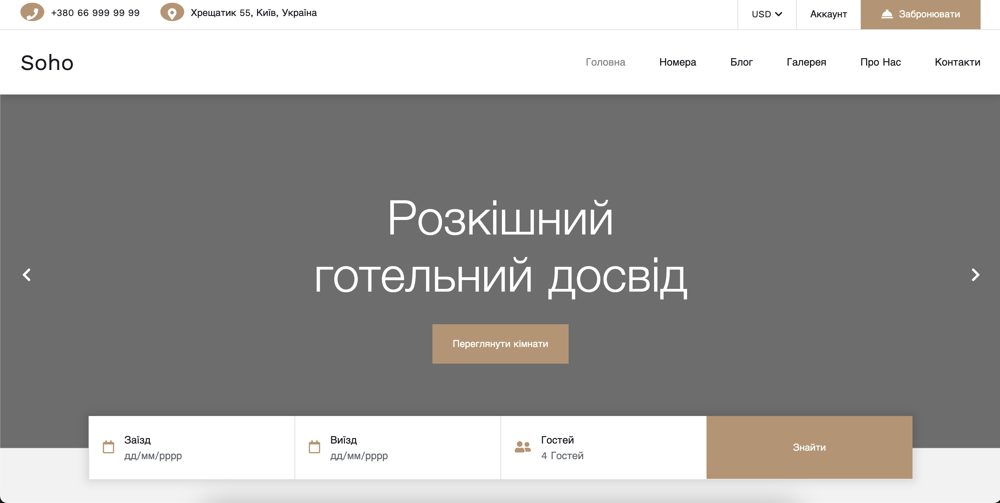 +380 66 999 99 99
Хрещатик 55, Київ, Україна
USD
Аккаунт
Забронювати
Soho
Головна
Номера
Блог
Галерея
Про Нас
Контакти
Розкішний
готельний досвід
Переглянути кімнати
Заїзд
дд/мм/рррр
Виїзд
дд/мм/рррр
Гостей
4 Гостей
Знайти